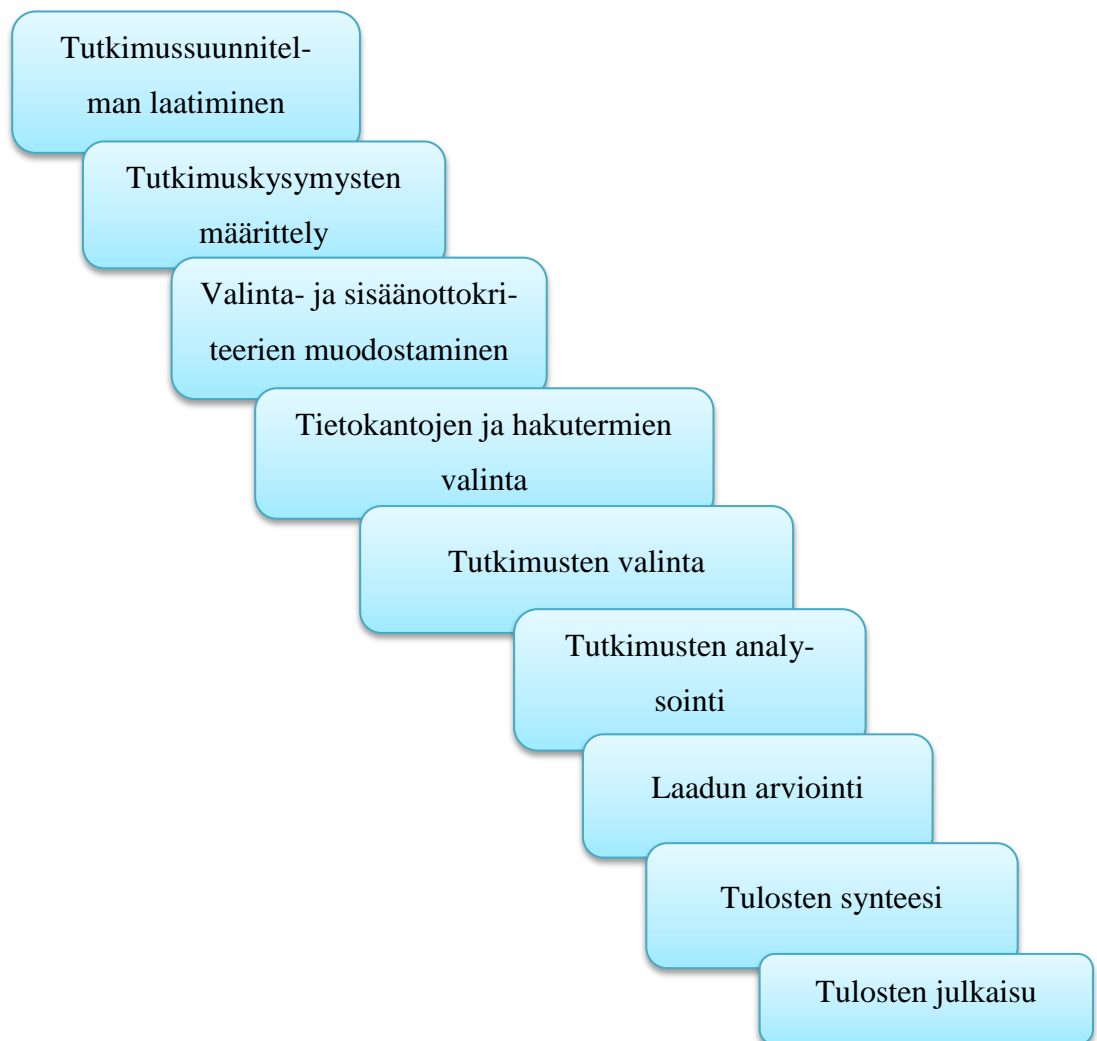 Tutkimussuunnitel-
man laatiminen
Tutkimuskysymysten
määrittely
Valinta- ja sisäänottokri-
teerien muodostaminen
Tietokantojen ja hakutermien
valinta
Tutkimusten valinta
Tutkimusten analy-
sointi
Laadun arviointi
Tulosten synteesi
Tulosten julkaisu